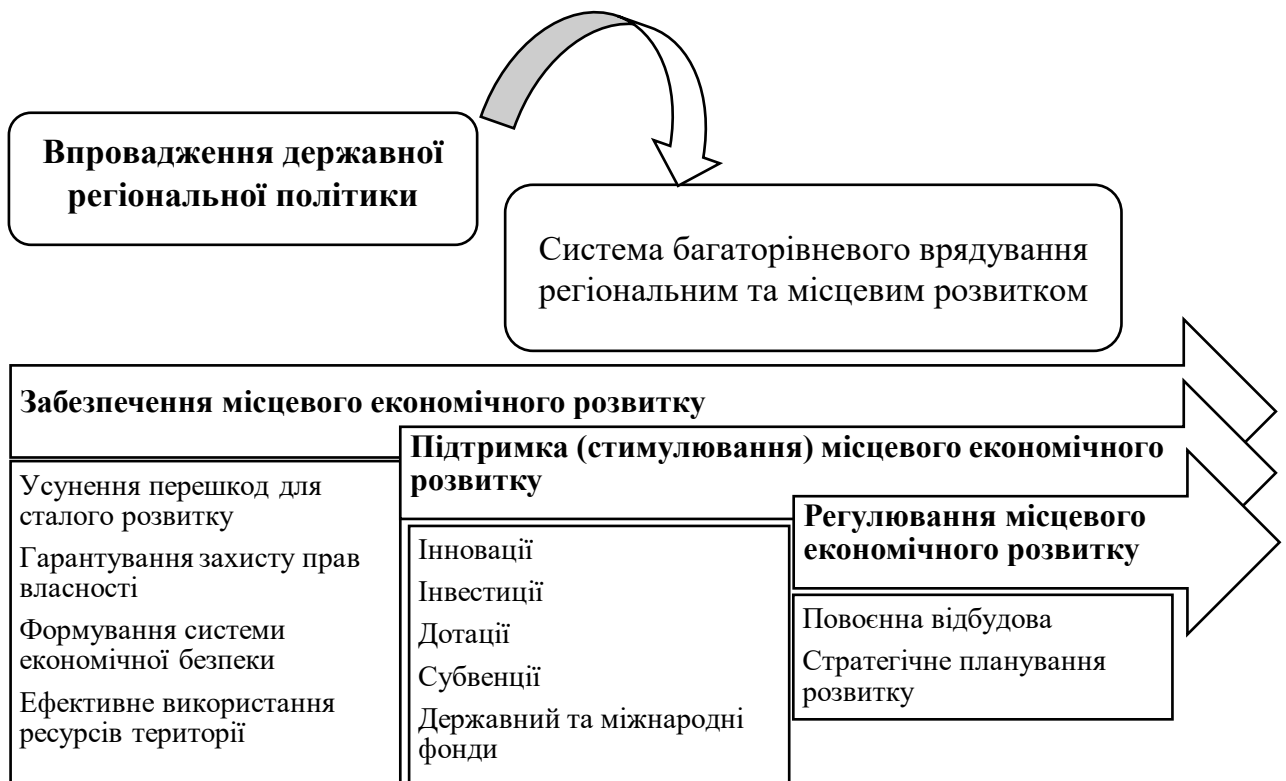 Впровадження державної
регіональної політики
Система багаторівневого врядування
регіональним та місцевим розвитком
Забезпечення місцевого економічного розвитку
Усунення перешкод для
сталого розвитку
Гарантування захисту прав
власності
Формування системи
економічної безпеки
Ефективне використання
ресурсів території
Підтримка (стимулювання) місцевого економічного
розвитку
Інновації
Інвестиції
Дотації
Субвенції
Державний та міжнародні
фонди
Регулювання місцевого
економічного розвитку
Повоєнна відбудова
Стратегічне планування
розвитку